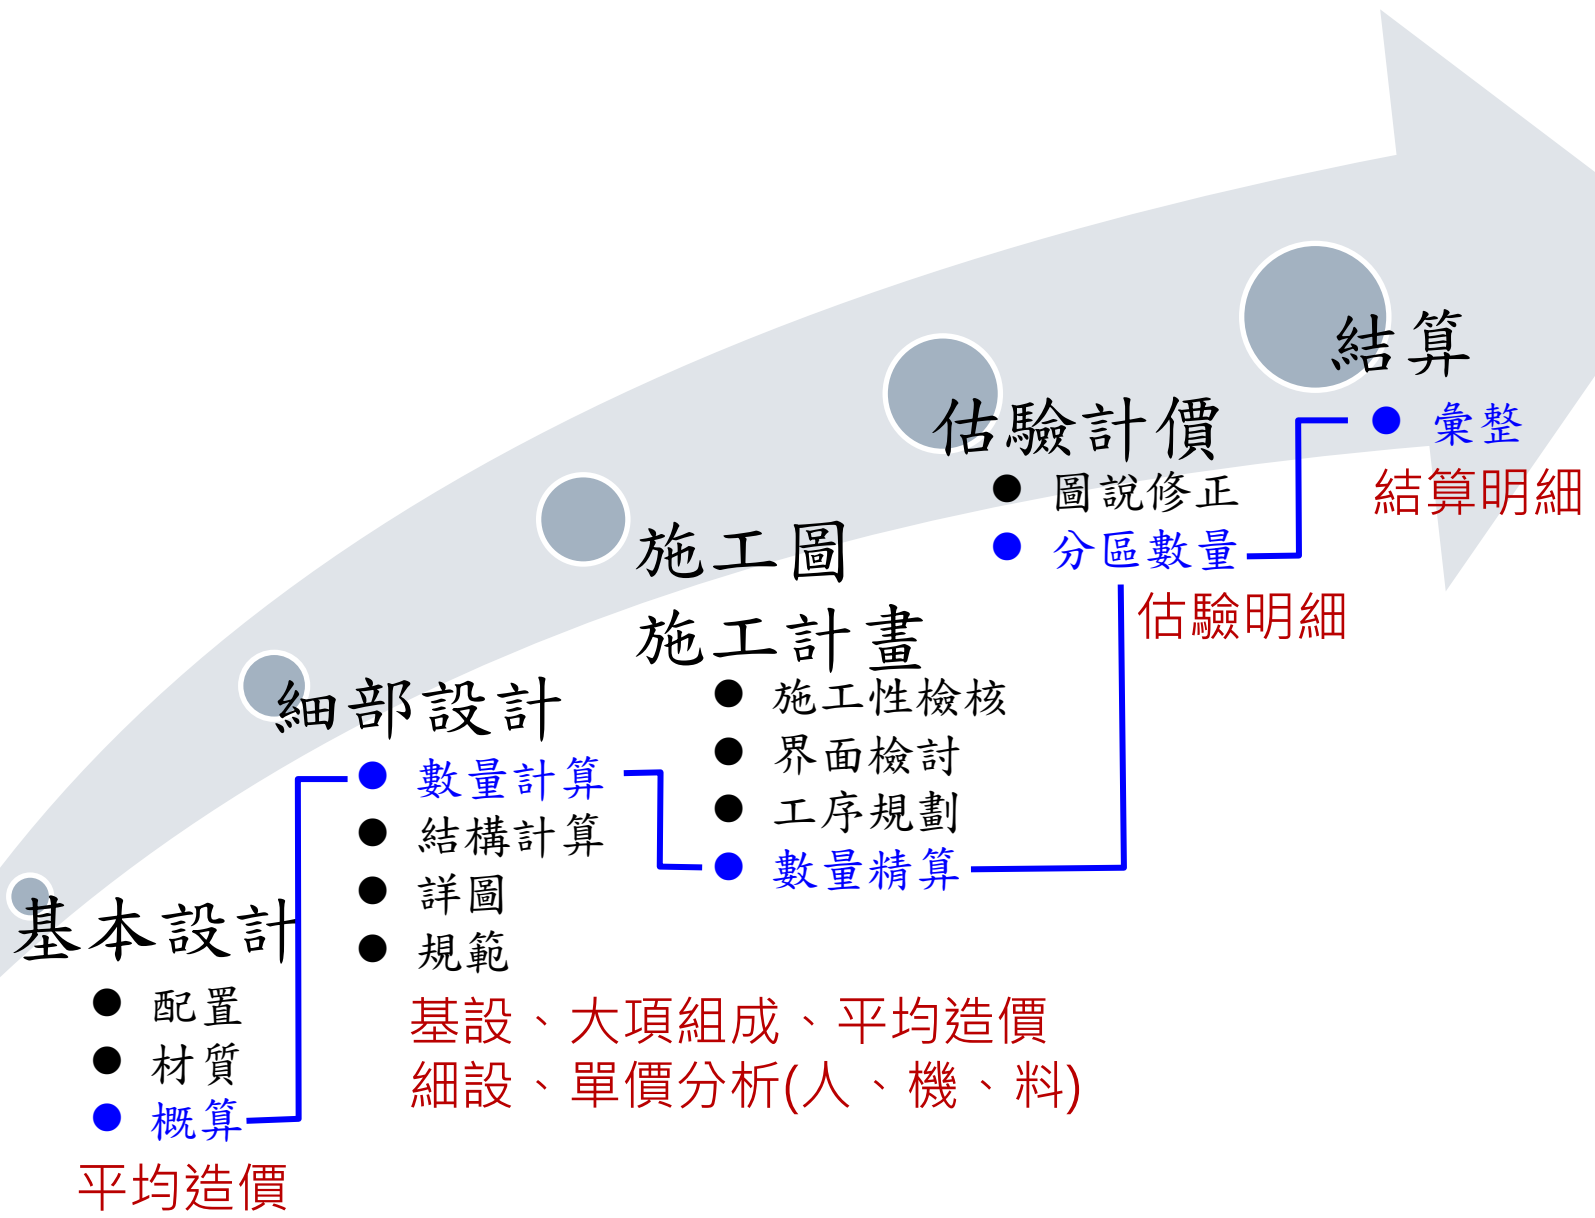 基本設計
配置
材質
概算
平均造價
細部設計
數量計算
結構計算
詳圖
規範
基設、大項組成、平均造價
細設、單價分析(人、機、料)
施工圖
施工計畫
施工性檢核
界面檢討
工序規劃
數量精算
估驗計價
圖說修正
分區數量
估驗明細
結算
彙整
結算明細